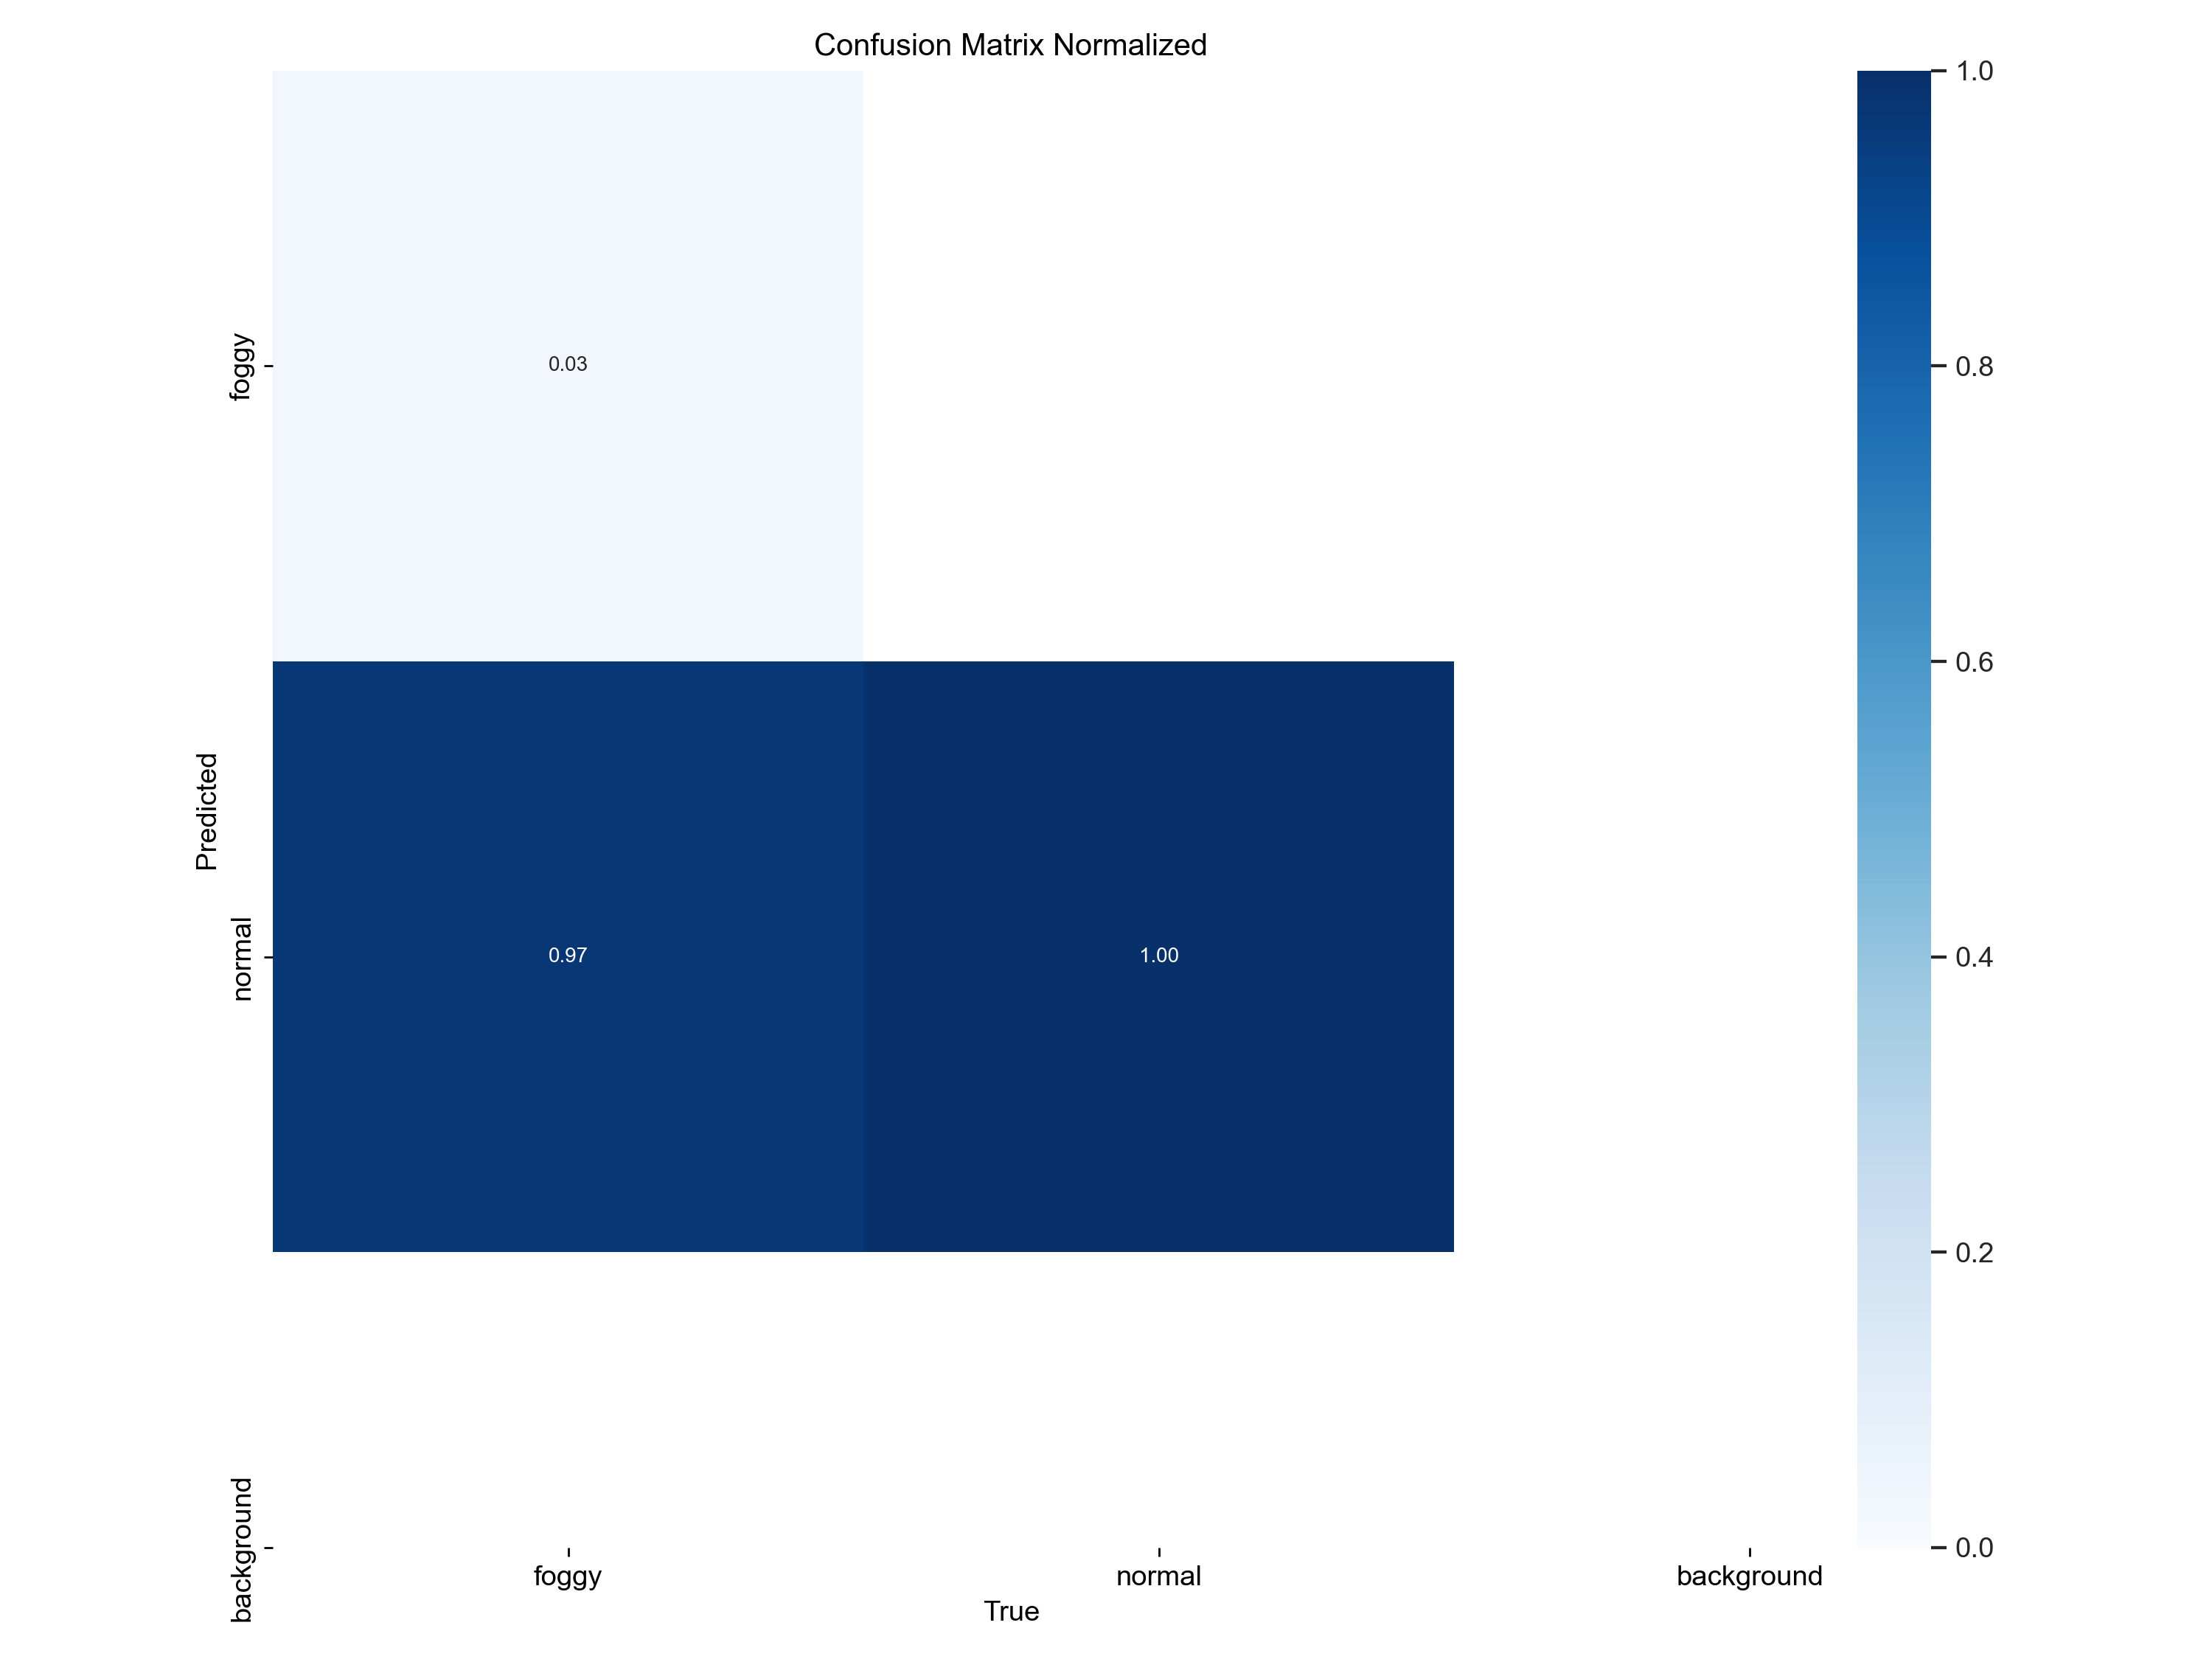 Confusion Matrix Normalized
1.0
0.8
0.6
0.4
0.2
0.0
Predicted
foggy
normal
background
0.03
0.97
1.00
foggy
normal
background
True